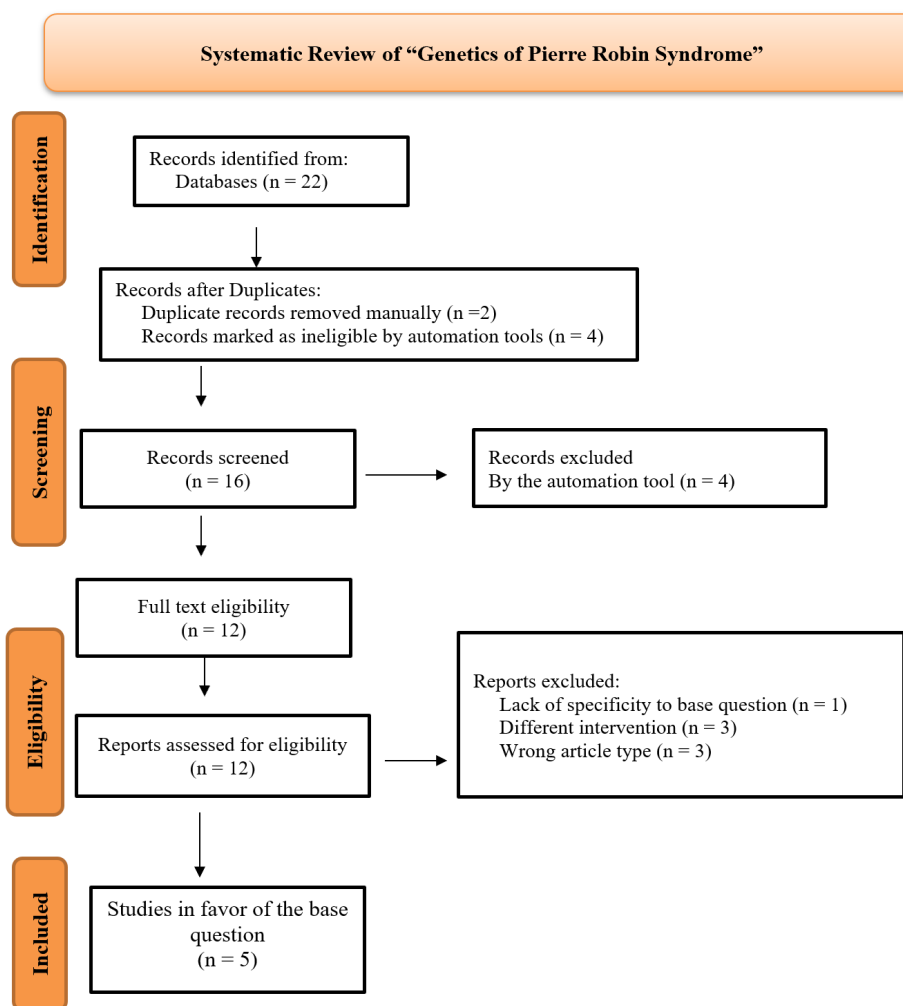 Systematic Review of “Genetics of Pierre Robin Syndrome”
Identification
Records identified from:
Databases (n = 22)
Records after Duplicates:
Duplicate records removed manually (n =2)
Records marked as ineligible by automation tools (n = 4)
Screening
Records screened
(n = 16)
Records excluded
By the automation tool (n = 4)
Full text eligibility
(n = 12)
Eligibility
Reports assessed for eligibility
(n = 12)
Reports excluded:
Lack of specificity to base question (n = 1)
Different intervention (n = 3)
Wrong article type (n = 3)
Included
Studies in favor of the base
question
(n = 5)